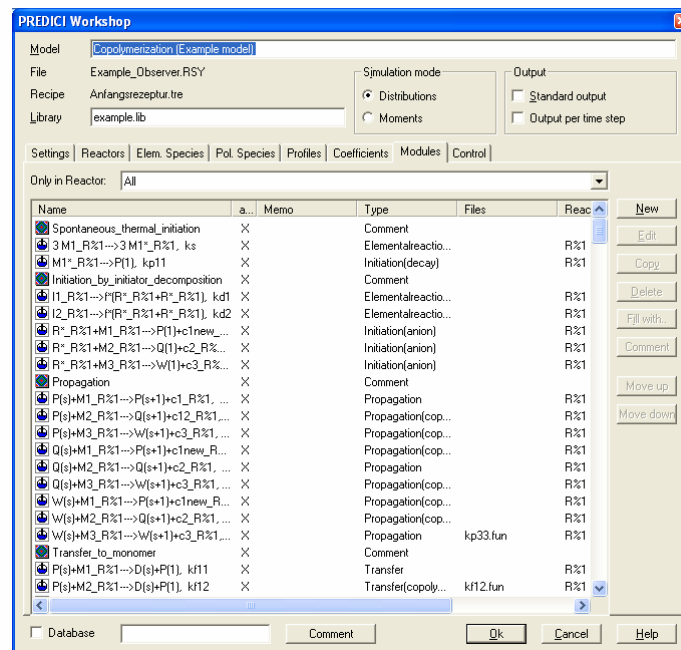 PREDICI Workshop
Model Copolymerization (Example model)
File Example_Observer.RSY
Recipe Anfangsrezeptur.tre
Library example.lib
Simulation mode
Distributions
Moments
Output
Standard output
Output per time step
Settings Reactors Elem. Species Pol. Species Profiles Coefficients Modules Control
Only in Reactor: All
Name a... Memo Type Files Reac
Spontaneous_thermal_initiation X Comment
3 M1_R%1--->3 M1*_R%1, ks X Elementalreactio... R%1
M1*_R%1--->P(1), kp11 X Initiation(decay) R%1
Initiation_by_initiator_decomposition X Comment
I1_R%1--->f*(R*_R%1+R*_R%1), kd1 X Elementalreactio... R%1
I2_R%1--->f*(R*_R%1+R*_R%1), kd2 X Elementalreactio... R%1
R*_R%1+M1_R%1--->P(1)+c1new_... X Initiation(anion) R%1
R*_R%1+M2_R%1--->Q(1)+c2_R%... X Initiation(anion) R%1
R*_R%1+M3_R%1--->W(1)+c3_R%... X Initiation(anion) R%1
Propagation X Comment
P(s)+M1_R%1--->P(s+1)+c1_R%1, ... X Propagation R%1
P(s)+M2_R%1--->Q(s+1)+c12_R%1,... X Propagation(cop... R%1
P(s)+M3_R%1--->W(s+1)+c3_R%1, ... X Propagation(cop... R%1
Q(s)+M1_R%1--->P(s+1)+c1new_R... X Propagation(cop... R%1
Q(s)+M2_R%1--->Q(s+1)+c2_R%1, ... X Propagation R%1
Q(s)+M3_R%1--->W(s+1)+c3_R%1, ... X Propagation(cop... R%1
W(s)+M1_R%1--->P(s+1)+c1new_R... X Propagation(cop... R%1
W(s)+M2_R%1--->Q(s+1)+c2_R%1, ... X Propagation(cop... R%1
W(s)+M3_R%1--->W(s+1)+c3_R%1, ... X Propagation kp33.fun R%1
Transfer_to_monomer X Comment
P(s)+M1_R%1--->D(s)+P(1), kf11 X Transfer R%1
P(s)+M2_R%1--->D(s)+P(1), kf12 X Transfer(copoly... kf12.fun R%1
New
Edit
Copy
Delete
Fill with..
Comment
Move up
Move down
Database Comment Ok Cancel Help